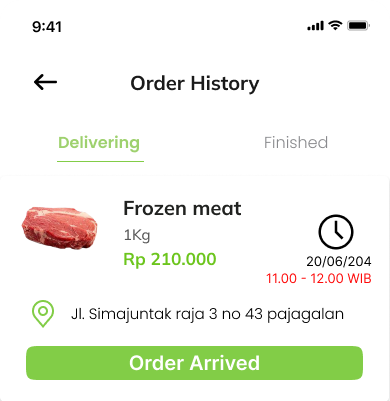 9:41
Order History
Delivering
Finished
Frozen meat
1Kg
Rp 210.000
20/06/204
11.00 - 12.00 WIB
Jl. Simajuntak raja 3 no 43 pajagalan
Order Arrived